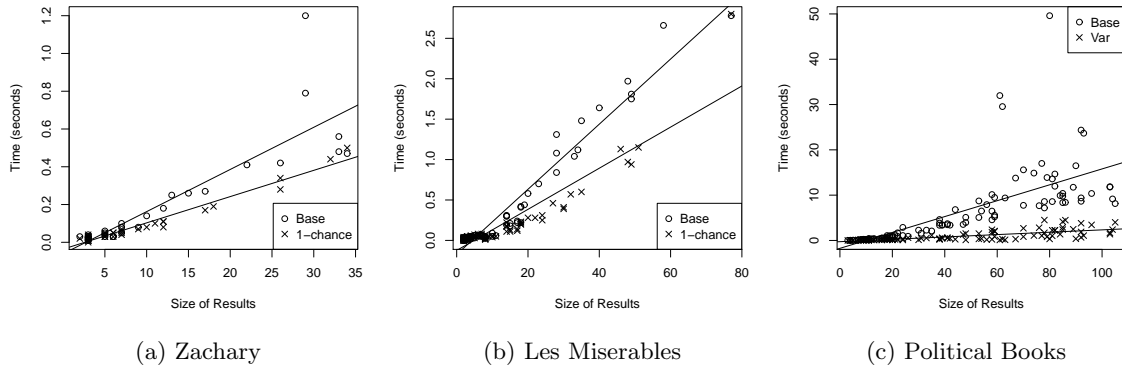 5 10 15 20 25 30 35
0.0 0.2 0.4 0.6 0.8 1.0 1.2
Size of Results
Time (seconds)
Base
1−chance
(a) Zachary
0 20 40 60 80
0.0 0.5 1.0 1.5 2.0 2.5
Size of Results
Time (seconds)
Base
1−chance
(b) Les Miserables
0 20 40 60 80 100
0 10 20 30 40 50
Size of Results
Time (seconds)
Base
Var
(c) Political Books